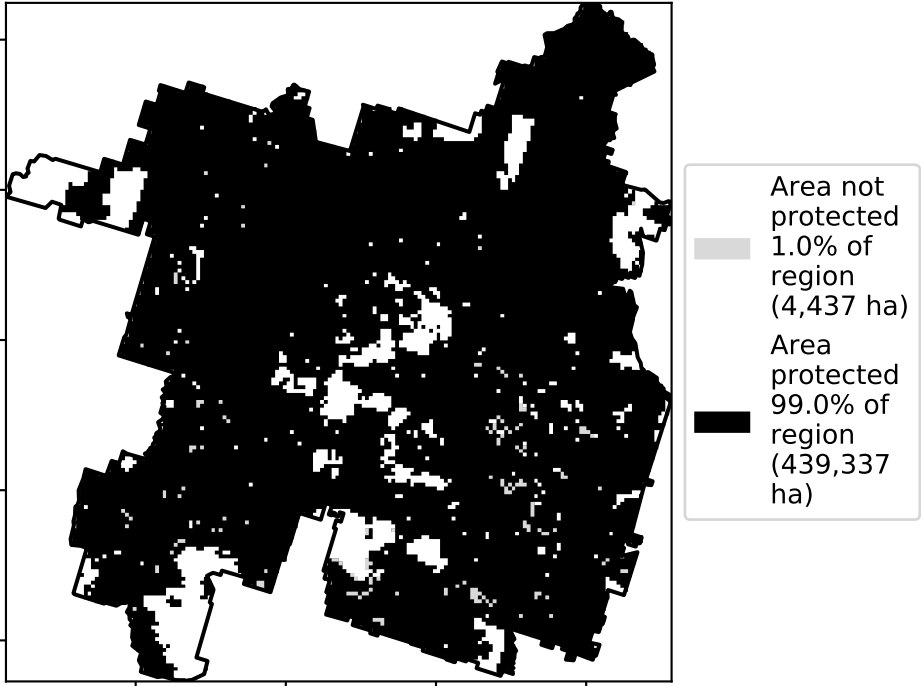 Area not
protected
1.0% of
region
(4,437 ha)
Area
protected
99.0% of
region
(439,337
ha)